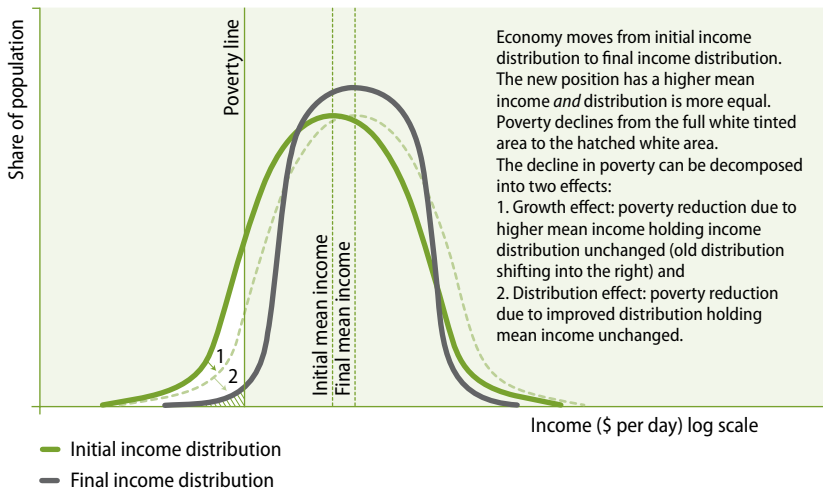 Share of population
Poverty line
Initial mean income
Final mean income
Economy moves from initial income
distribution to final income distribution.
The new position has a higher mean
income and distribution is more equal.
Poverty declines from the full white tinted
area to the hatched white area.
The decline in poverty can be decomposed
into two effects:
1. Growth effect: poverty reduction due to
higher mean income holding income
distribution unchanged (old distribution
shifting into the right) and
2. Distribution effect: poverty reduction
due to improved distribution holding
mean income unchanged.
1
2
Income ($ per day) log scale
Initial income distribution
Final income distribution